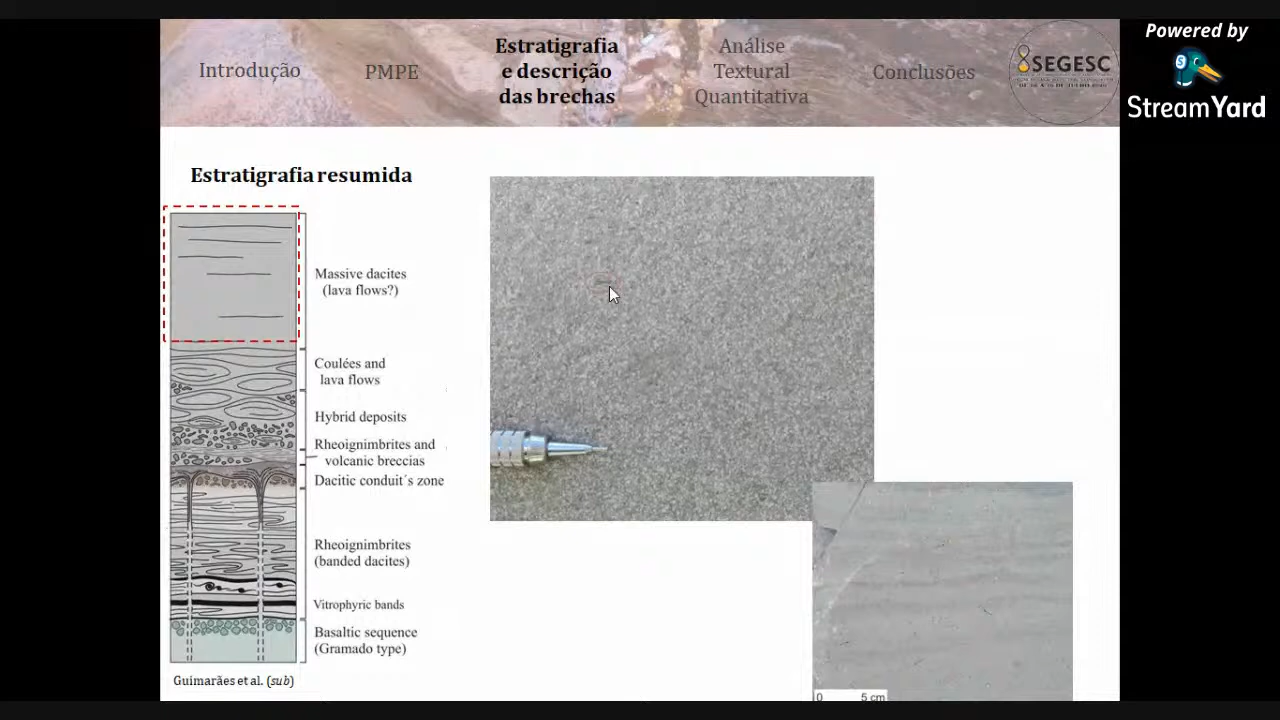 Powered by
StreamYard
Introdução
PMPE
Estratigrafia
e descrição
das brechas
Análise
Textural
Quantitativa
Conclusões
SEGESC
Estratigrafia resumida
Massive dacites
(lava flows?)
Coulées and
lava flows
Hybrid deposits
Rheoignimbrites and
volcanic breccias
Dacitic conduit´s zone
Rheoignimbrites
(banded dacites)
Vitrophyric bands
Basaltic sequence
(Gramado type)
Guimarães et al. (sub)
0 5 cm